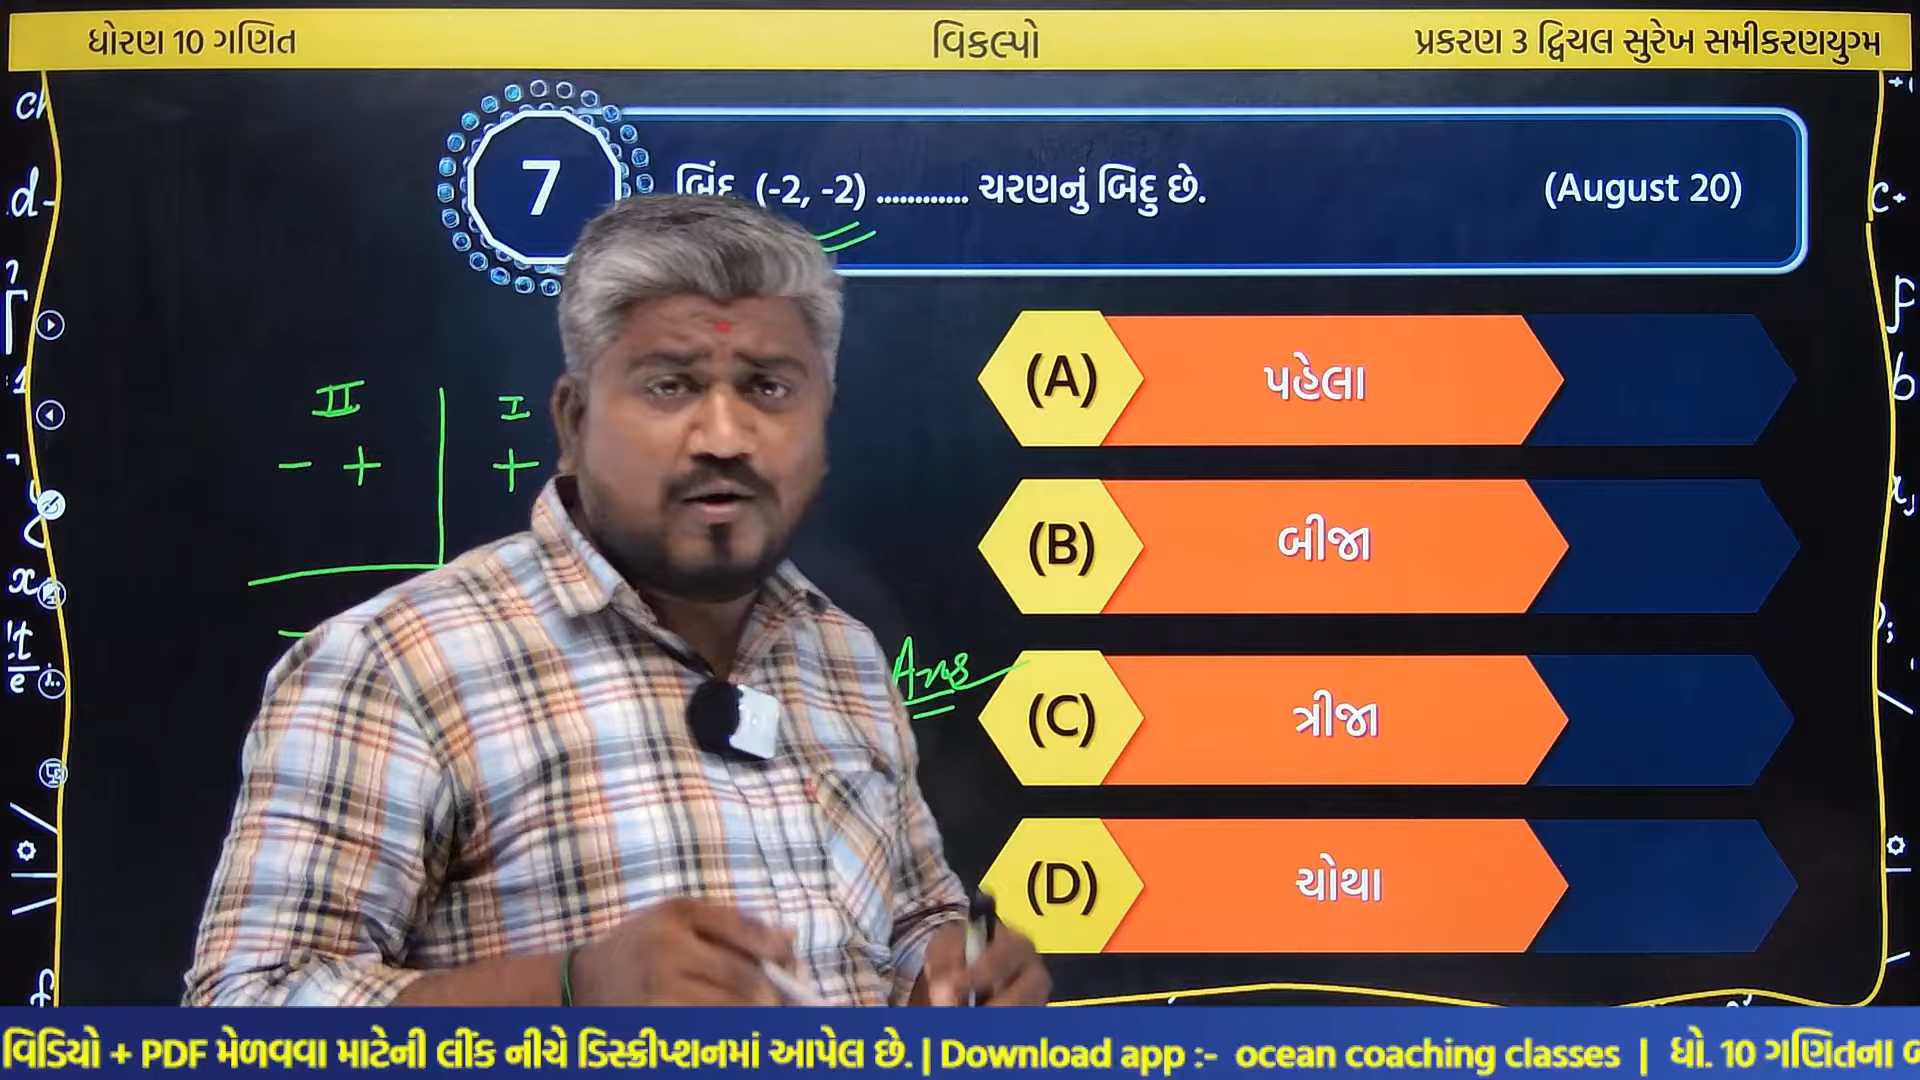 ધોરણ 10 ગણિત
વિકલ્પો
પ્રકરણ 3 દ્વિચલ સુરેખ સમીકરણયુગ્મ
7
(-2, -2) ............ ચરણનું બિંદુ છે.
(August 20)
(A) પહેલા
II
I
- +
+
(B) બીજા
Ans
(C) ત્રીજા
(D) ચોથા
વિડિયો + PDF મેળવવા માટેની લીંક નીચે ડિસ્ક્રીપ્શનમાં આપેલ છે. | Download app :- ocean coaching classes | ધો. 10 ગણિતના